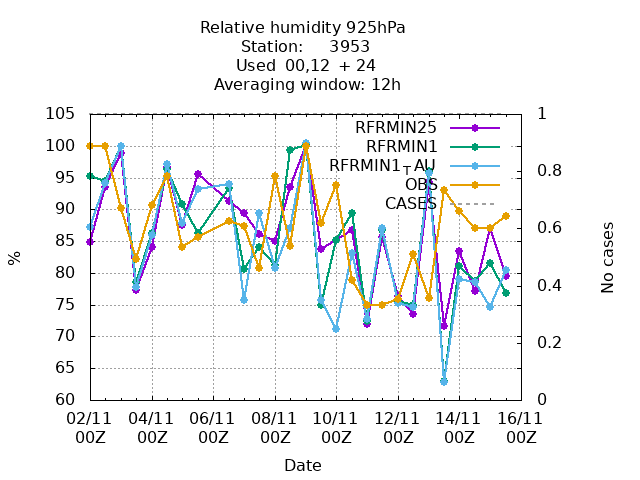 Relative humidity 925hPa
Station: 3953
Used 00,12 + 24
Averaging window: 12h
105
100
95
90
85
80
75
70
65
60
%
1
0.8
0.6
0.4
0.2
0
No cases
RFRMIN25
RFRMIN1
RFRMIN1_AU
OBS
CASES
02/11 04/11 06/11 08/11 10/11 12/11 14/11 16/11
00Z 00Z 00Z 00Z 00Z 00Z 00Z 00Z
Date